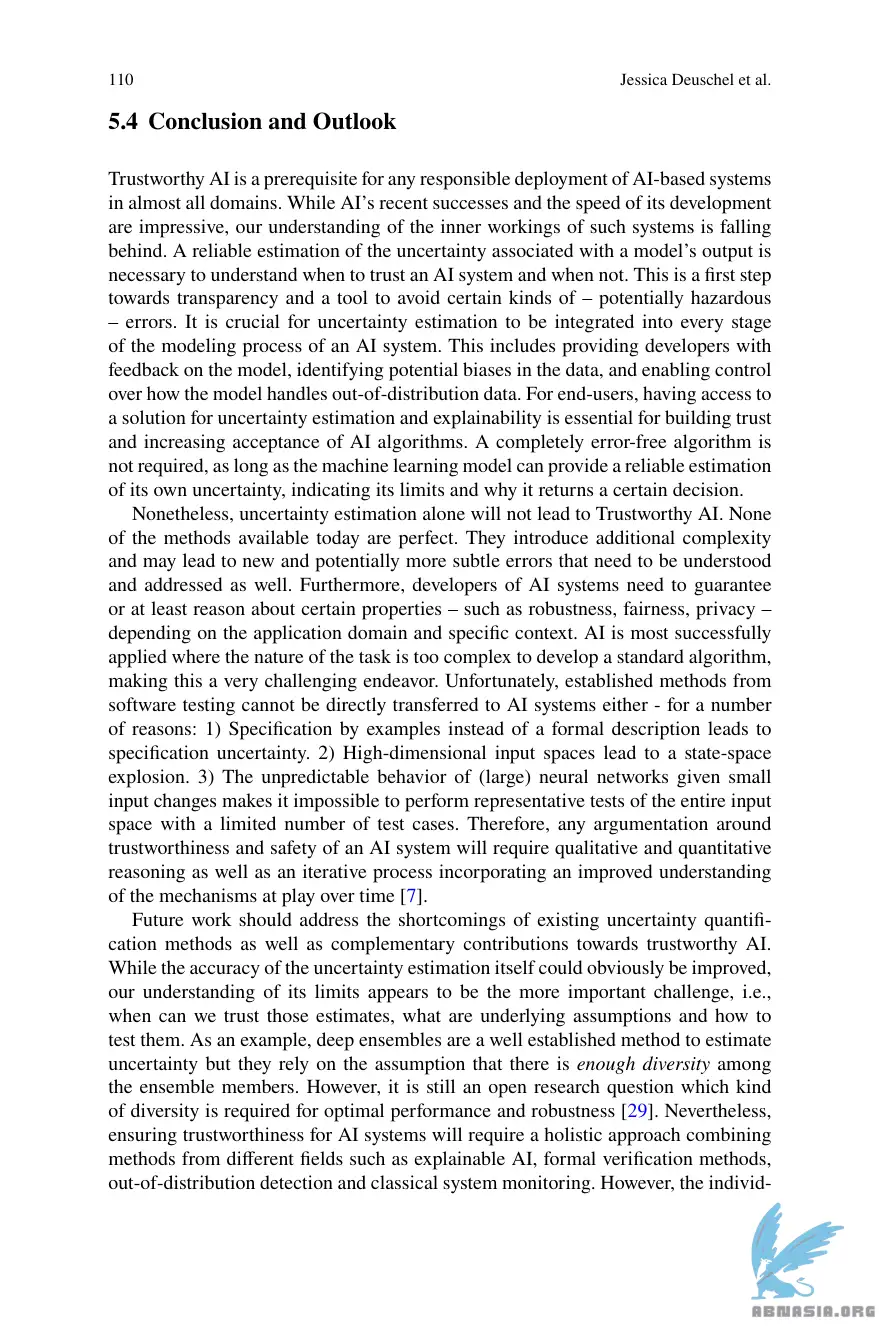 110
Jessica Deuschel et al.
5.4 Conclusion and Outlook
Trustworthy AI is a prerequisite for any responsible deployment of AI-based systems
in almost all domains. While AI’s recent successes and the speed of its development
are impressive, our understanding of the inner workings of such systems is falling
behind. A reliable estimation of the uncertainty associated with a model’s output is
necessary to understand when to trust an AI system and when not. This is a first step
towards transparency and a tool to avoid certain kinds of – potentially hazardous
– errors. It is crucial for uncertainty estimation to be integrated into every stage
of the modeling process of an AI system. This includes providing developers with
feedback on the model, identifying potential biases in the data, and enabling control
over how the model handles out-of-distribution data. For end-users, having access to
a solution for uncertainty estimation and explainability is essential for building trust
and increasing acceptance of AI algorithms. A completely error-free algorithm is
not required, as long as the machine learning model can provide a reliable estimation
of its own uncertainty, indicating its limits and why it returns a certain decision.
Nonetheless, uncertainty estimation alone will not lead to Trustworthy AI. None
of the methods available today are perfect. They introduce additional complexity
and may lead to new and potentially more subtle errors that need to be understood
and addressed as well. Furthermore, developers of AI systems need to guarantee
or at least reason about certain properties – such as robustness, fairness, privacy –
depending on the application domain and specific context. AI is most successfully
applied where the nature of the task is too complex to develop a standard algorithm,
making this a very challenging endeavor. Unfortunately, established methods from
software testing cannot be directly transferred to AI systems either - for a number
of reasons: 1) Specification by examples instead of a formal description leads to
specification uncertainty. 2) High-dimensional input spaces lead to a state-space
explosion. 3) The unpredictable behavior of (large) neural networks given small
input changes makes it impossible to perform representative tests of the entire input
space with a limited number of test cases. Therefore, any argumentation around
trustworthiness and safety of an AI system will require qualitative and quantitative
reasoning as well as an iterative process incorporating an improved understanding
of the mechanisms at play over time [7].
Future work should address the shortcomings of existing uncertainty quantifi-
cation methods as well as complementary contributions towards trustworthy AI.
While the accuracy of the uncertainty estimation itself could obviously be improved,
our understanding of its limits appears to be the more important challenge, i.e.,
when can we trust those estimates, what are underlying assumptions and how to
test them. As an example, deep ensembles are a well established method to estimate
uncertainty but they rely on the assumption that there is enough diversity among
the ensemble members. However, it is still an open research question which kind
of diversity is required for optimal performance and robustness [29]. Nevertheless,
ensuring trustworthiness for AI systems will require a holistic approach combining
methods from different fields such as explainable AI, formal verification methods,
out-of-distribution detection and classical system monitoring. However, the individ-
ABNASIA.ORG